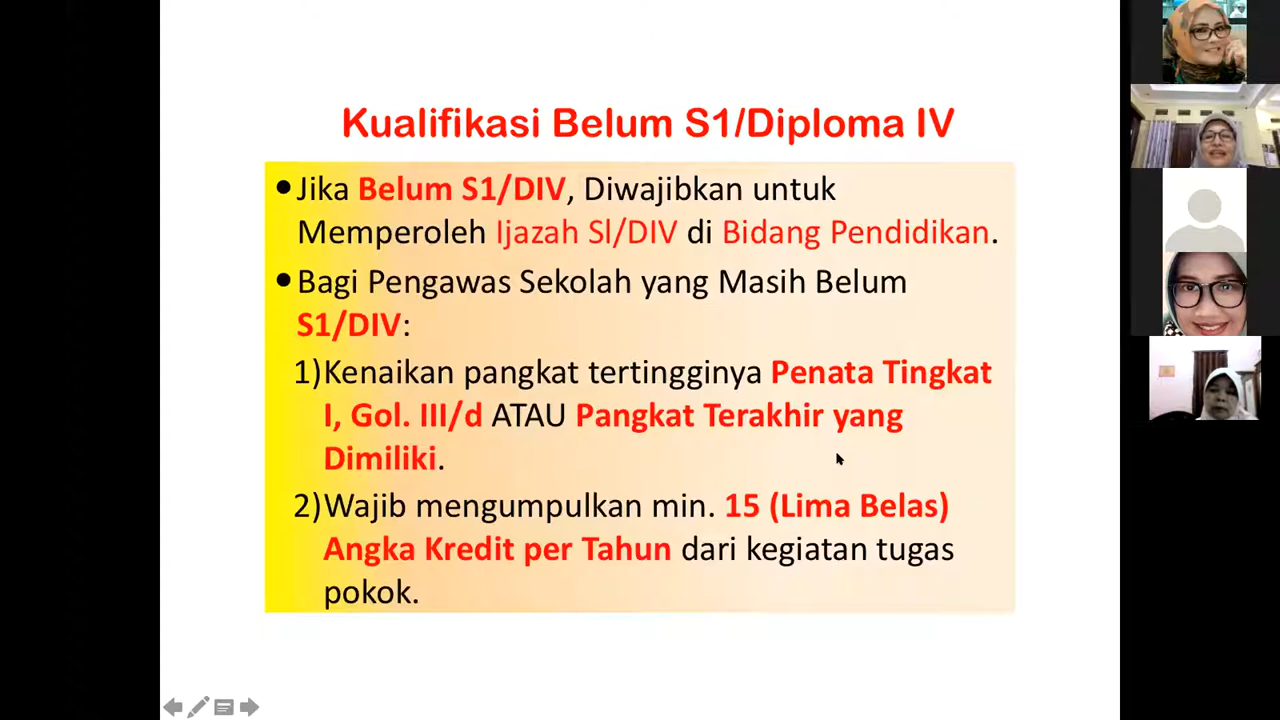 Kualifikasi Belum S1/Diploma IV
•Jika Belum S1/DIV, Diwajibkan untuk
Memperoleh Ijazah Sl/DIV di Bidang Pendidikan.
•Bagi Pengawas Sekolah yang Masih Belum
S1/DIV:
1)Kenaikan pangkat tertingginya Penata Tingkat
I, Gol. III/d ATAU Pangkat Terakhir yang
Dimiliki.
2)Wajib mengumpulkan min. 15 (Lima Belas)
Angka Kredit per Tahun dari kegiatan tugas
pokok.